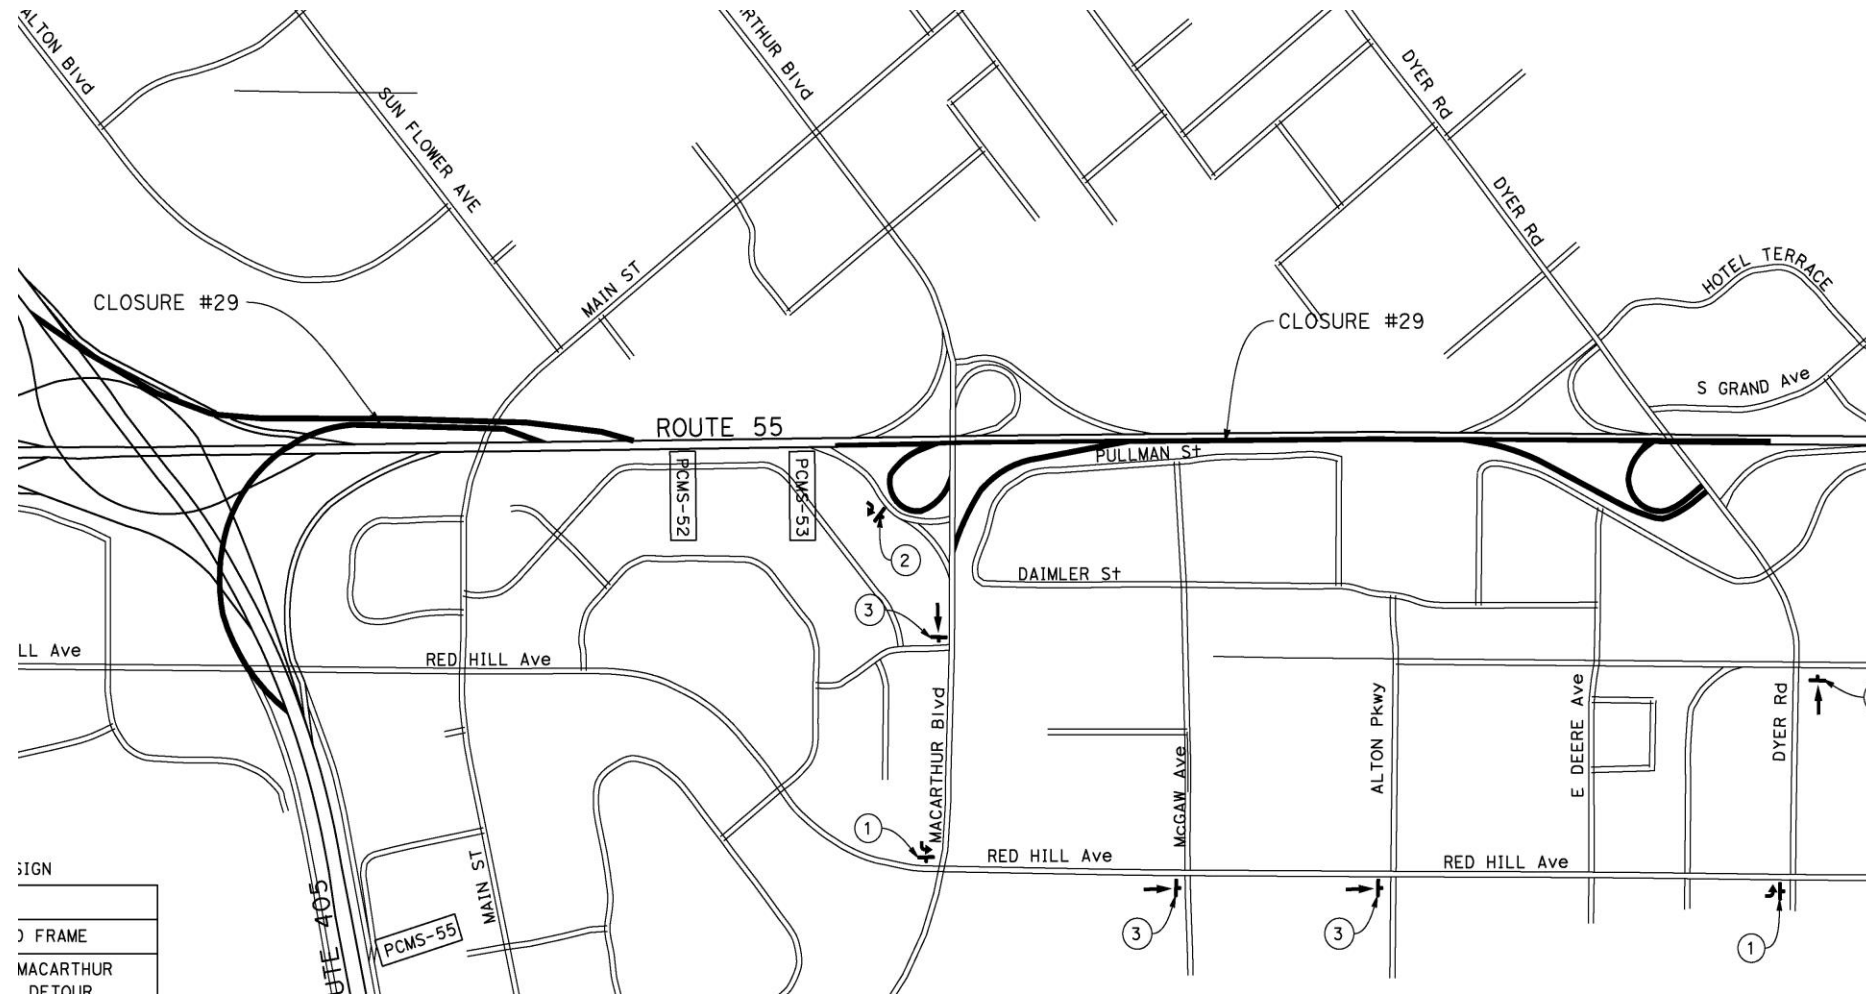 ALTON Blvd
SUN FLOWER AVE
ARTHUR Blvd
DYER Rd
DYER Rd
HOTEL TERRACE
MAIN ST
CLOSURE #29
CLOSURE #29
S GRAND Ave
ROUTE 55
PULLMAN St
PCMS-52
PCMS-53
2
DAIMLER St
3
LL Ave
RED HILL Ave
MACARTHUR Blvd
McGAW Ave
ALTON Pkwy
E DEERE Ave
DYER Rd
1
RED HILL Ave
RED HILL Ave
SIGN
MAIN ST
UTE 405
PCMS-55
3
3
1
D FRAME
MACARTHUR
DETOUR